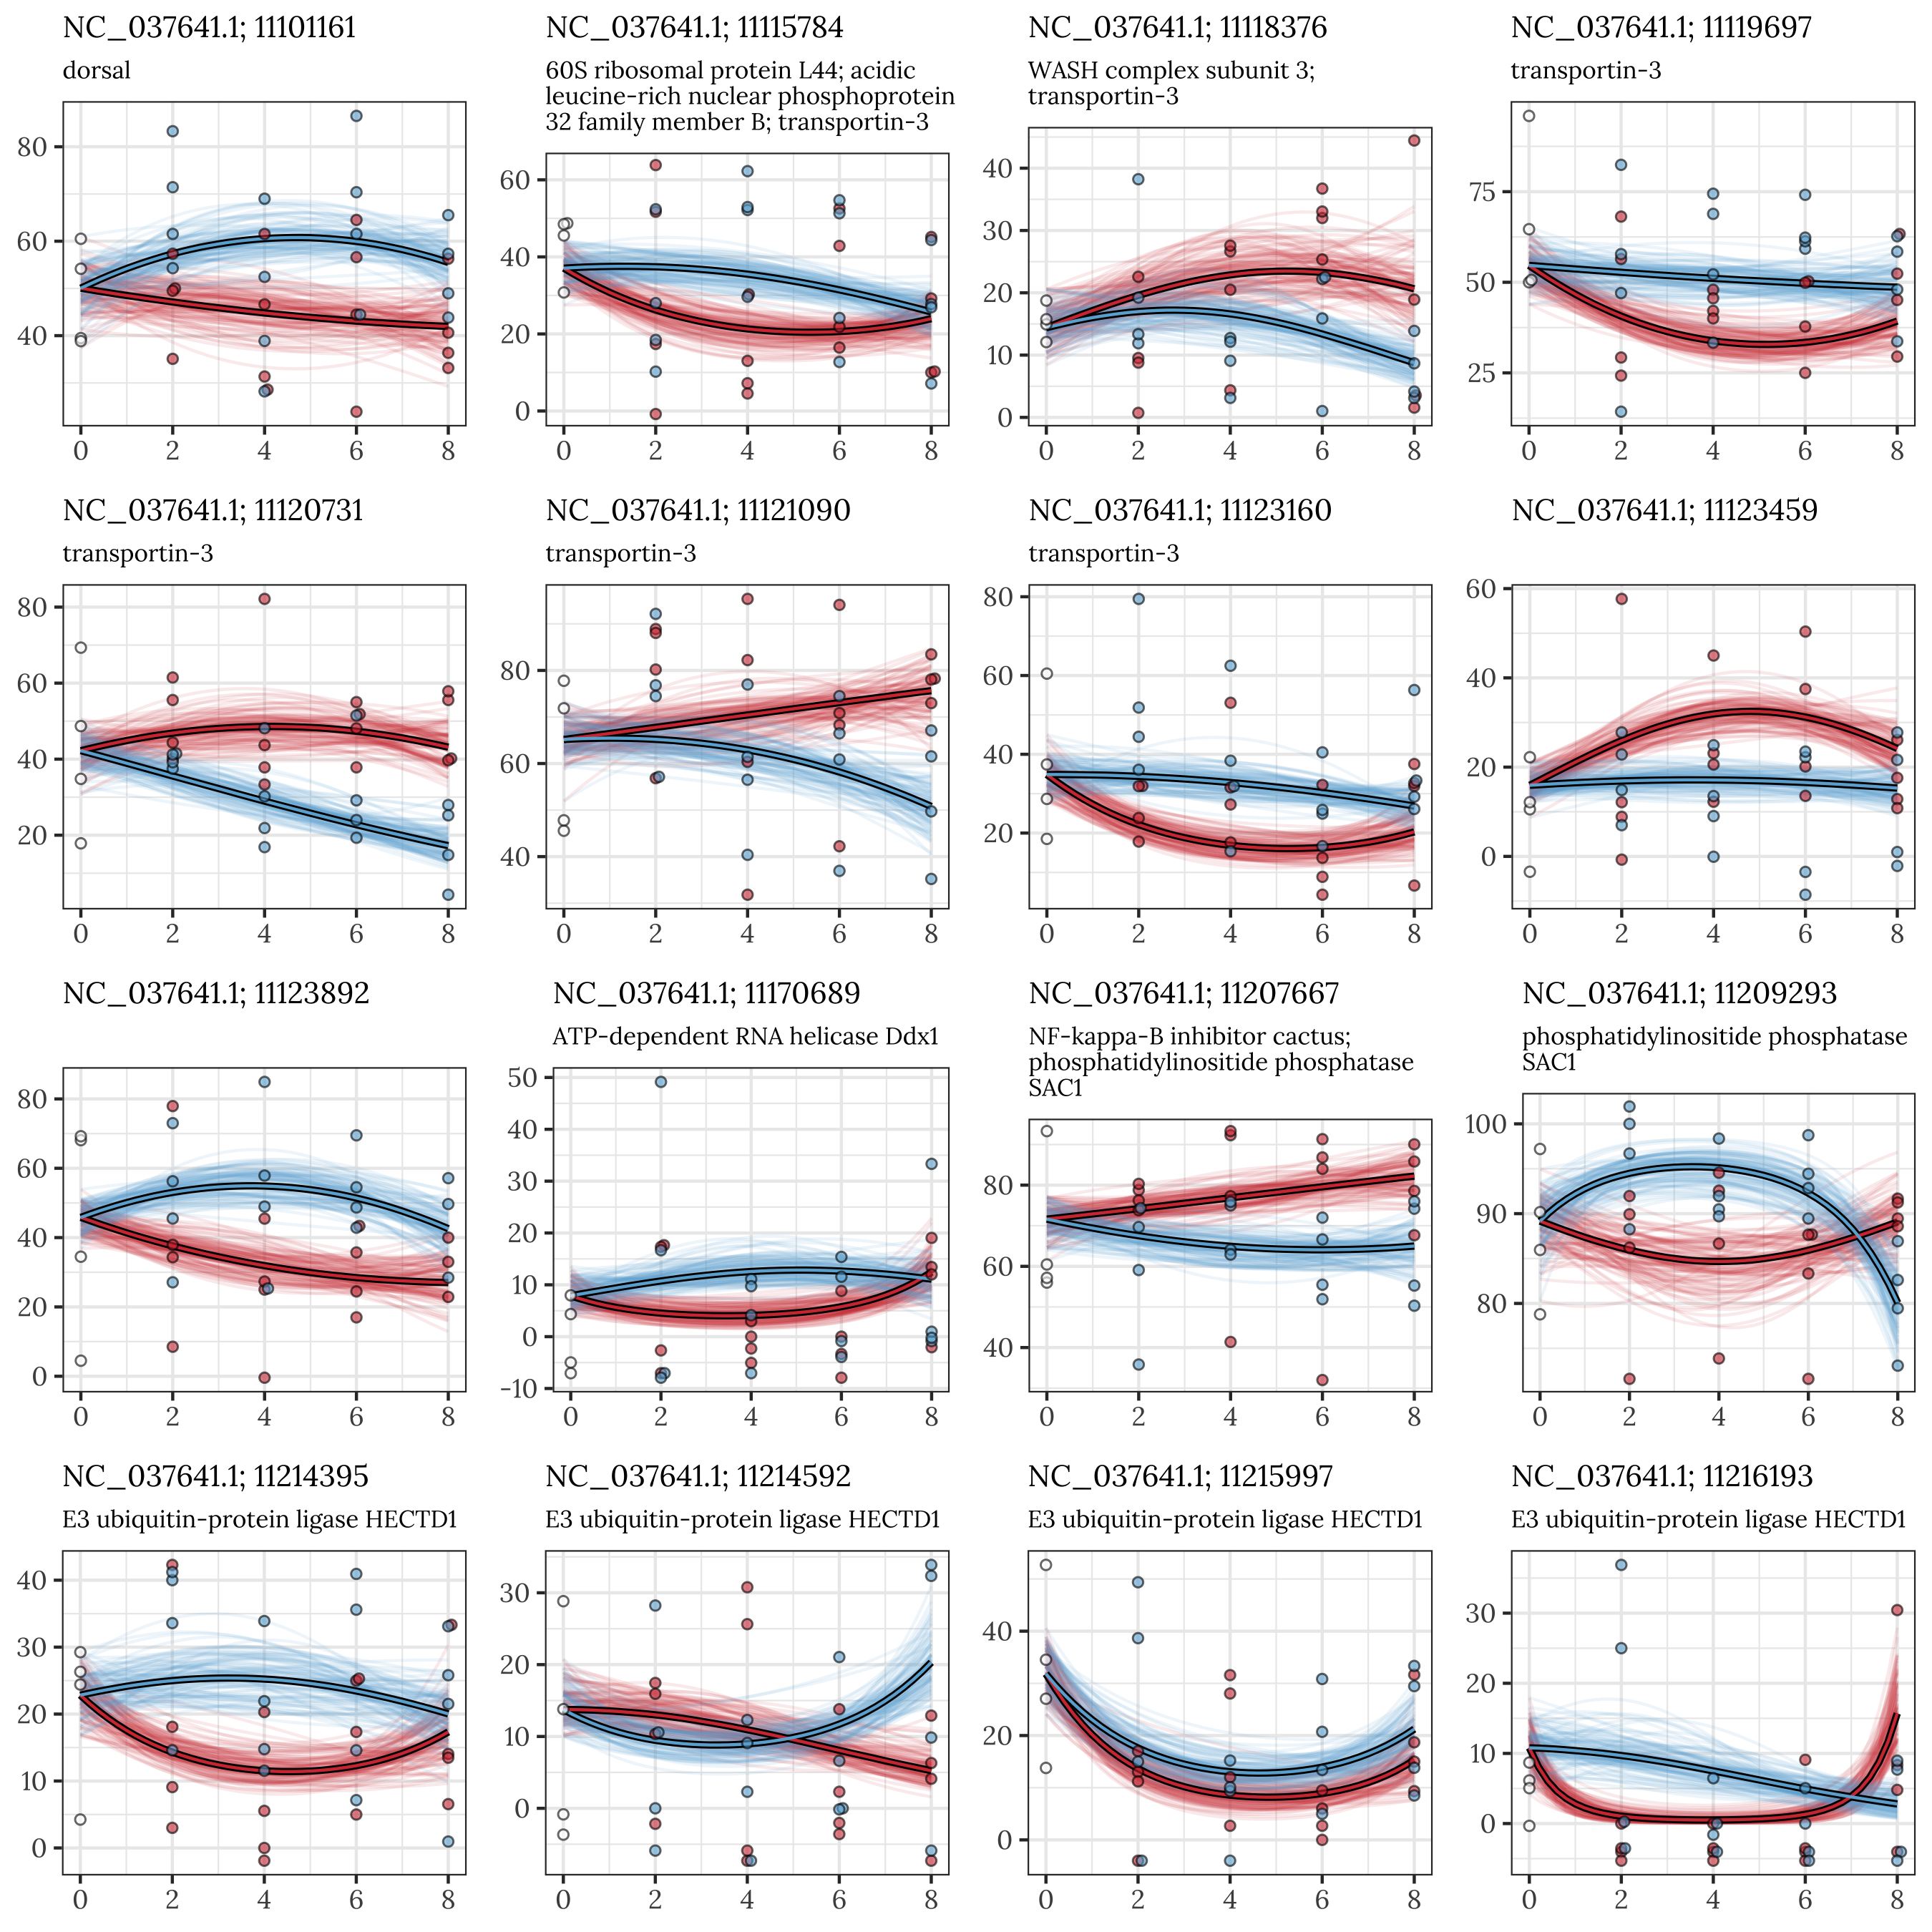 NC_037641.1; 11101161
dorsal
80
60
40
0 2 4 6 8
NC_037641.1; 11115784
60S ribosomal protein L44; acidic
leucine-rich nuclear phosphoprotein
32 family member B; transportin-3
60
40
20
0
0 2 4 6 8
NC_037641.1; 11118376
WASH complex subunit 3;
transportin-3
40
30
20
10
0
0 2 4 6 8
NC_037641.1; 11119697
transportin-3
75
50
25
0 2 4 6 8
NC_037641.1; 11120731
transportin-3
80
60
40
20
0 2 4 6 8
NC_037641.1; 11121090
transportin-3
80
60
40
0 2 4 6 8
NC_037641.1; 11123160
transportin-3
80
60
40
20
0 2 4 6 8
NC_037641.1; 11123459
60
40
20
0
0 2 4 6 8
NC_037641.1; 11123892
80
60
40
20
0
0 2 4 6 8
NC_037641.1; 11170689
ATP-dependent RNA helicase Ddx1
50
40
30
20
10
0
-10
0 2 4 6 8
NC_037641.1; 11207667
NF-kappa-B inhibitor cactus;
phosphatidylinositide phosphatase
SAC1
80
60
40
0 2 4 6 8
NC_037641.1; 11209293
phosphatidylinositide phosphatase
SAC1
100
90
80
0 2 4 6 8
NC_037641.1; 11214395
E3 ubiquitin-protein ligase HECTD1
40
30
20
10
0
0 2 4 6 8
NC_037641.1; 11214592
E3 ubiquitin-protein ligase HECTD1
30
20
10
0
0 2 4 6 8
NC_037641.1; 11215997
E3 ubiquitin-protein ligase HECTD1
40
20
0
0 2 4 6 8
NC_037641.1; 11216193
E3 ubiquitin-protein ligase HECTD1
30
20
10
0
0 2 4 6 8